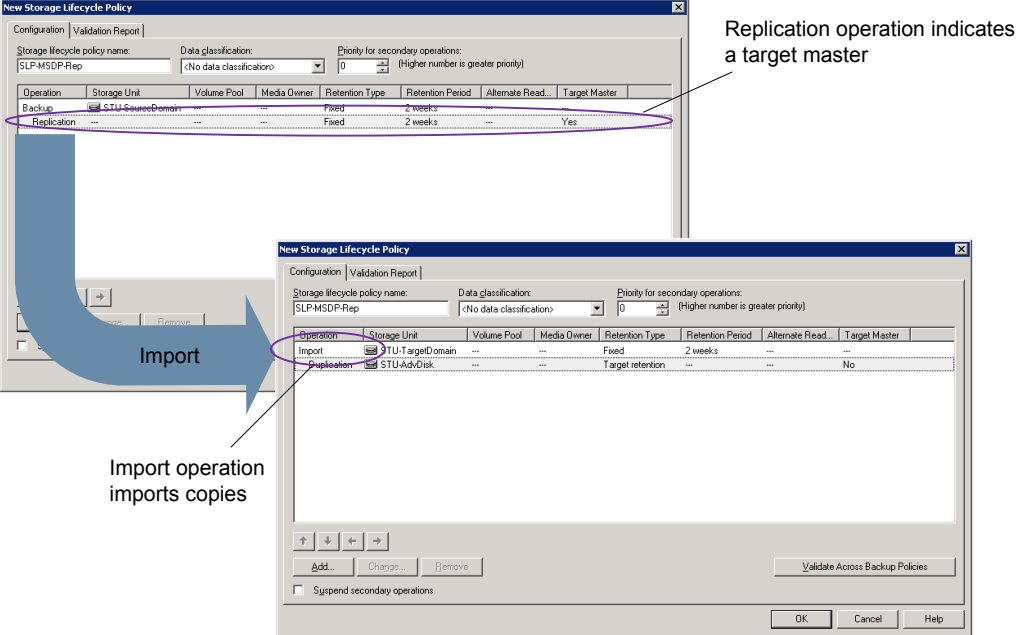 New Storage Lifecycle Policy
Configuration Validation Report
Storage lifecycle policy name: Data classification: Priority for secondary operations:
SLP-MSDP-Rep <No data classification> 0 (Higher number is greater priority)
Operation Storage Unit Volume Pool Media Owner Retention Type Retention Period Alternate Read... Target Master
Backup STU-SourceDomain --- --- Fixed 2 weeks --- ---
Replication --- --- --- Fixed 2 weeks --- Yes
Remove
Replication operation indicates
a target master
Import
New Storage Lifecycle Policy
Configuration Validation Report
Storage lifecycle policy name: Data classification: Priority for secondary operations:
SLP-MSDP-Rep <No data classification> 0 (Higher number is greater priority)
Operation Storage Unit Volume Pool Media Owner Retention Type Retention Period Alternate Read... Target Master
Import STU-TargetDomain --- --- Fixed 2 weeks --- ---
Duplication STU-AdvDisk --- --- Target retention --- --- No
Add... Change... Remove Validate Across Backup Policies
Suspend secondary operations
OK Cancel Help
Import operation
imports copies